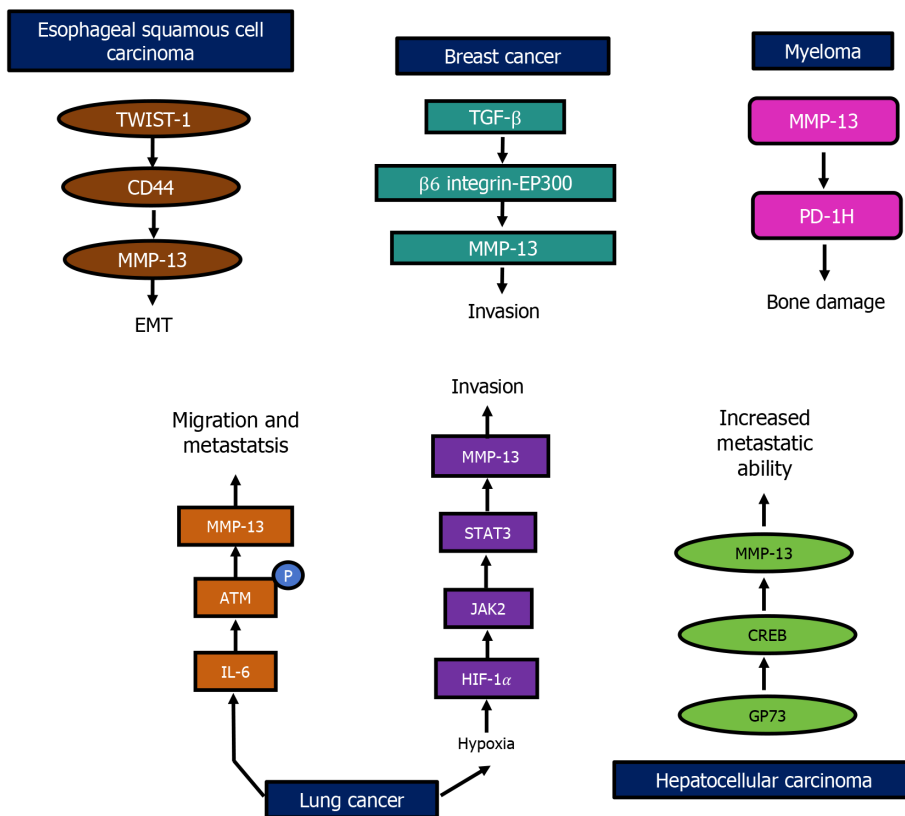 Esophageal squamous cell
carcinoma
TWIST-1
CD44
MMP-13
EMT
Breast cancer
TGF-β
β6 integrin-EP300
MMP-13
Invasion
Myeloma
MMP-13
PD-1H
Bone damage
Migration and
metastatsis
MMP-13
P
ATM
IL-6
Invasion
MMP-13
STAT3
JAK2
HIF-1α
Hypoxia
Lung cancer
Increased
metastatic
ability
MMP-13
CREB
GP73
Hepatocellular carcinoma